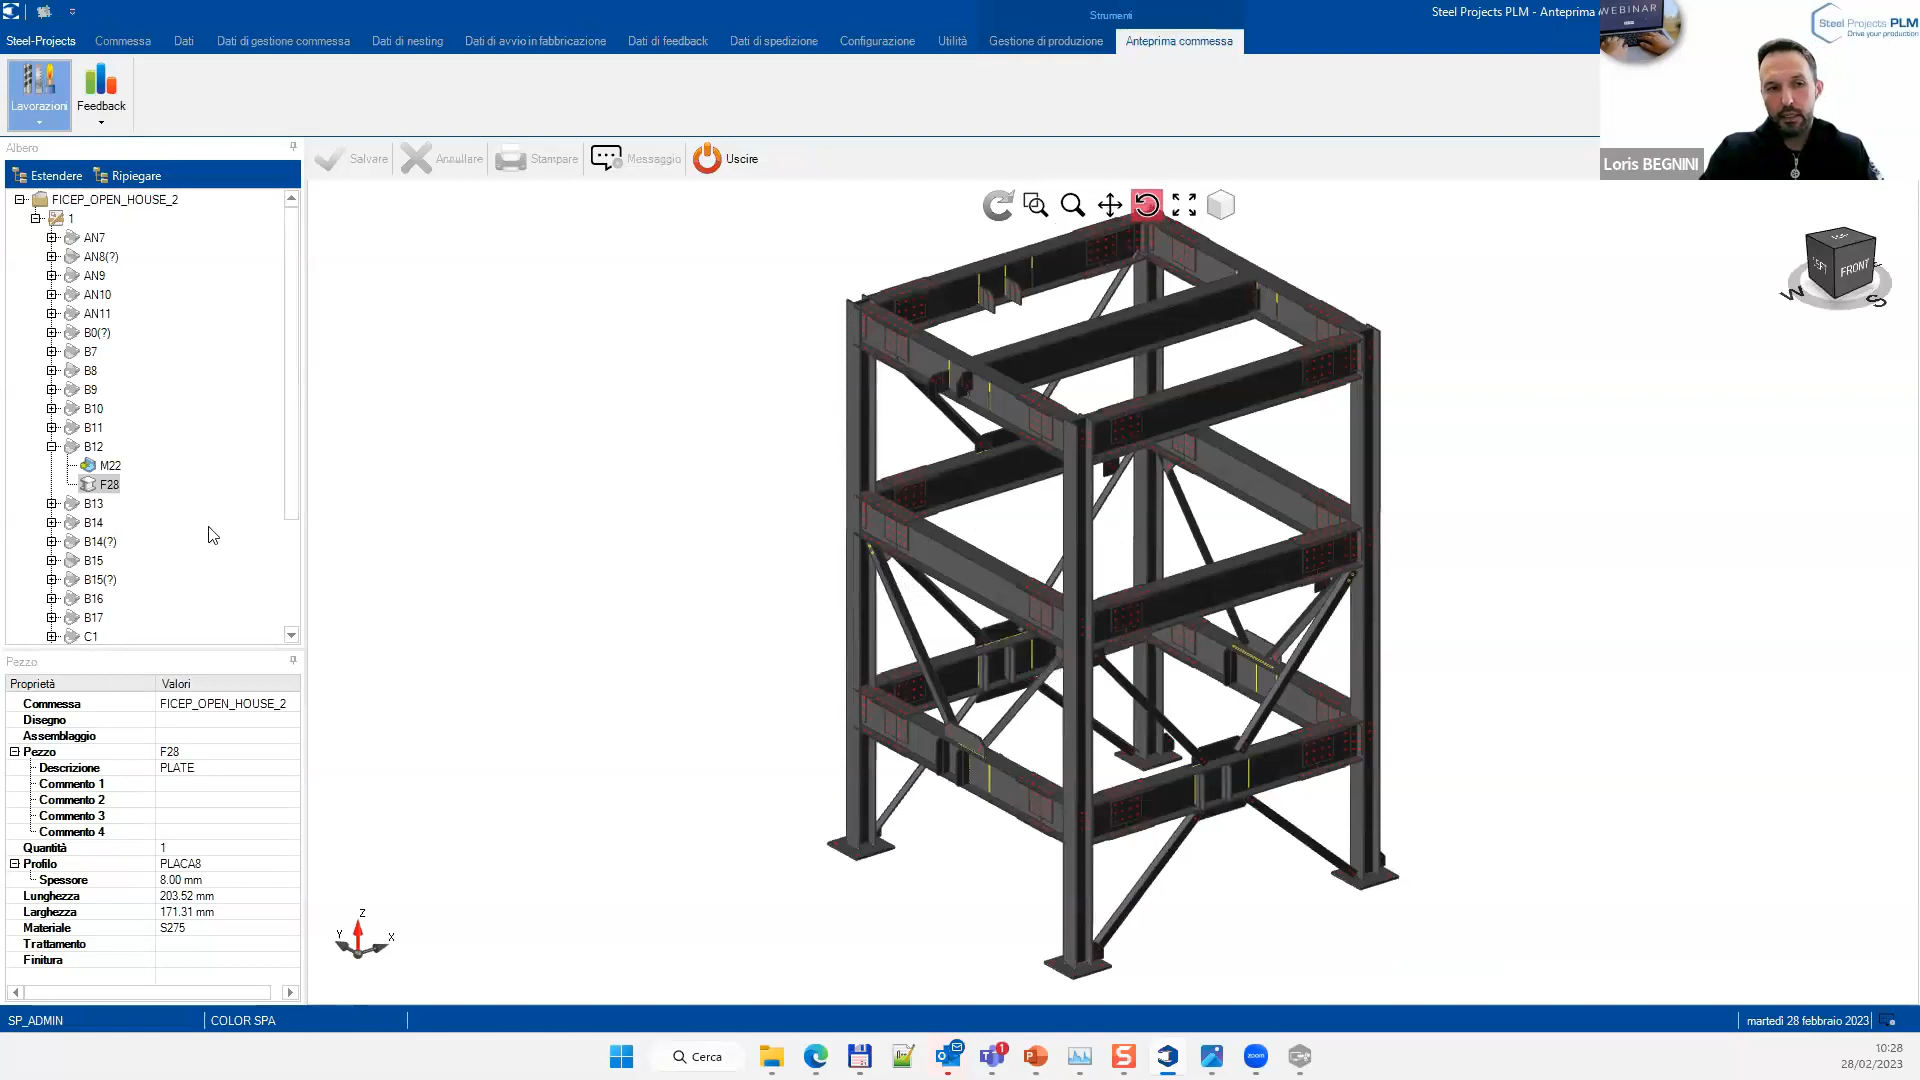 Strumenti
Steel Projects PLM - Anteprima
WEBINAR
Steel Projects PLM
Drive your production
Steel-Projects
Commessa
Dati
Dati di gestione commessa
Dati di nesting
Dati di avvio in fabbricazione
Dati di feedback
Dati di spedizione
Configurazione
Utilità
Gestione di produzione
Anteprima commessa
Lavorazioni
Feedback
Loris BEGNINI
Albero
Salvare
Annullare
Stampare
Messaggio
Uscire
Estendere
Ripiegare
FICEP_OPEN_HOUSE_2
1
AN7
AN8(?)
AN9
AN10
AN11
B0(?)
B7
B8
B9
B10
B11
B12
M22
F28
B13
B14
B14(?)
B15
B15(?)
B16
B17
C1
LEFT
FRONT
W
S
Pezzo
Proprietà Valori
Commessa FICEP_OPEN_HOUSE_2
Disegno
Assemblaggio
Pezzo F28
Descrizione PLATE
Commento 1
Commento 2
Commento 3
Commento 4
Quantità 1
Profilo PLACA8
Spessore 8.00 mm
Lunghezza 203.52 mm
Larghezza 171.31 mm
Materiale S275
Trattamento
Finitura
Z
Y
X
SP_ADMIN
COLOR SPA
martedì 28 febbraio 2023
Cerca
1
zoom
10:28
28/02/2023